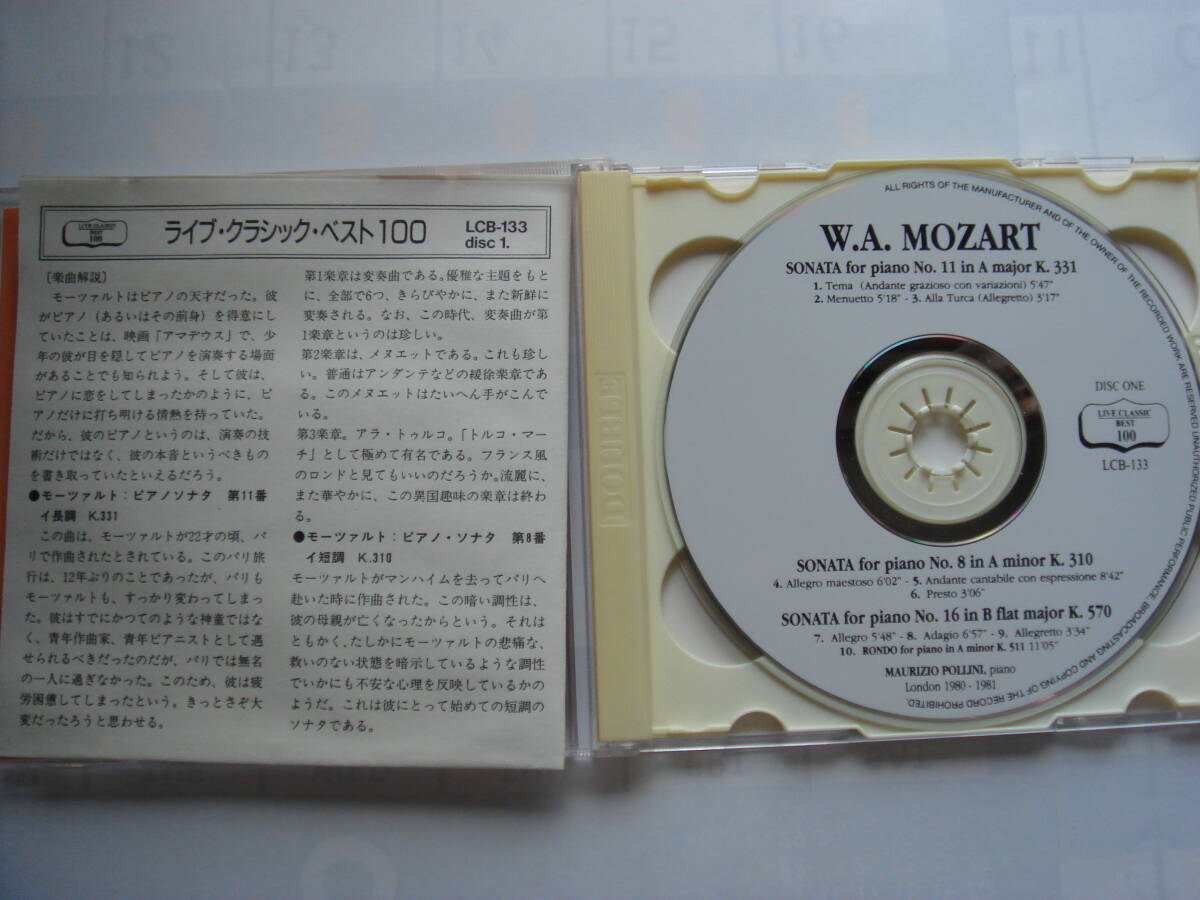 LIVE CLASSIC
BEST
100
ライブ・クラシック・ベスト100
LCB-133
disc 1.
〔楽曲解説〕
モーツァルトはピアノの天才だった。彼
がピアノ(あるいはその前身)を得意にし
ていたことは、映画「アマデウス」で、少
年の彼が目を隠してピアノを演奏する場面
があることでも知られよう。そして彼は、
ピアノに恋をしてしまったかのように、ピ
アノだけに打ち明ける情熱を持っていた。
だから、彼のピアノというのは、演奏の技
術だけではなく、彼の本音というべきもの
を書き取っていたといえるだろう。
●モーツァルト:ピアノソナタ 第11番
イ長調 K.331
この曲は、モーツァルトが22才の頃、パ
リで作曲されたとされている。このパリ旅
行は、12年ぶりのことであったが、パリも
モーツァルトも、すっかり変わってしまっ
た。彼はすでにかつてのような神童ではな
く、青年作曲家、青年ピアニストとして遇
せられるべきだったのだが、パリでは無名
の一人に過ぎなかった。このため、彼は疲
労困憊してしまったという。きっとさぞ大
変だったろうと思わせる。
第1楽章は変奏曲である。優雅な主題をもと
に、全部で6つ、きらびやかに、また新鮮に
変奏される。なお、この時代、変奏曲が第
1楽章というのは珍しい。
第2楽章は、メヌエットである。これも珍し
い。普通はアンダンテなどの緩徐楽章であ
る。このメヌエットはたいへん手がこんで
いる。
第3楽章。アラ・トゥルコ。「トルコ・マー
チ」として極めて有名である。フランス風
のロンドと見てもいいのだろうか。流麗に、
また華やかに、この異国趣味の楽章は終わ
る。
●モーツァルト:ピアノ・ソナタ 第8番
イ短調 K.310
モーツァルトがマンハイムを去ってパリへ
赴いた時に作曲された。この暗い調性は、
彼の母親が亡くなったからという。それは
ともかく、たしかにモーツァルトの悲痛な、
救いのない状態を暗示しているような調性
でいかにも不安な心理を反映しているかの
ようだ。これは彼にとって始めての短調の
ソナタである。
DOUBLE
ALL RIGHTS OF THE MANUFACTURER AND OF THE OWNER OF THE RECORDED WORK ARE RESERVED UNAUTHORIZED PUBLIC PERFORMANCE, BROADCASTING AND COPYING OF THE RECORD PROHIBITED.
W.A. MOZART
SONATA for piano No. 11 in A major K. 331
1. Tema (Andante grazioso con variazioni) 5'47"
2. Menuetto 5'18" - 3. Alla Turca (Allegretto) 3'17"
DISC ONE
LIVE CLASSIC
BEST
100
LCB-133
SONATA for piano No. 8 in A minor K. 310
4. Allegro maestoso 6'02" - 5. Andante cantabile con espressione 8'42"
6. Presto 3'06"
SONATA for piano No. 16 in B flat major K. 570
7. Allegro 5'48" - 8. Adagio 6'57" - 9. Allegretto 3'34"
10. RONDO for piano in A minor K. 511 11'05"
MAURIZIO POLLINI, piano
London 1980 - 1981
12 13 14 15 16
11